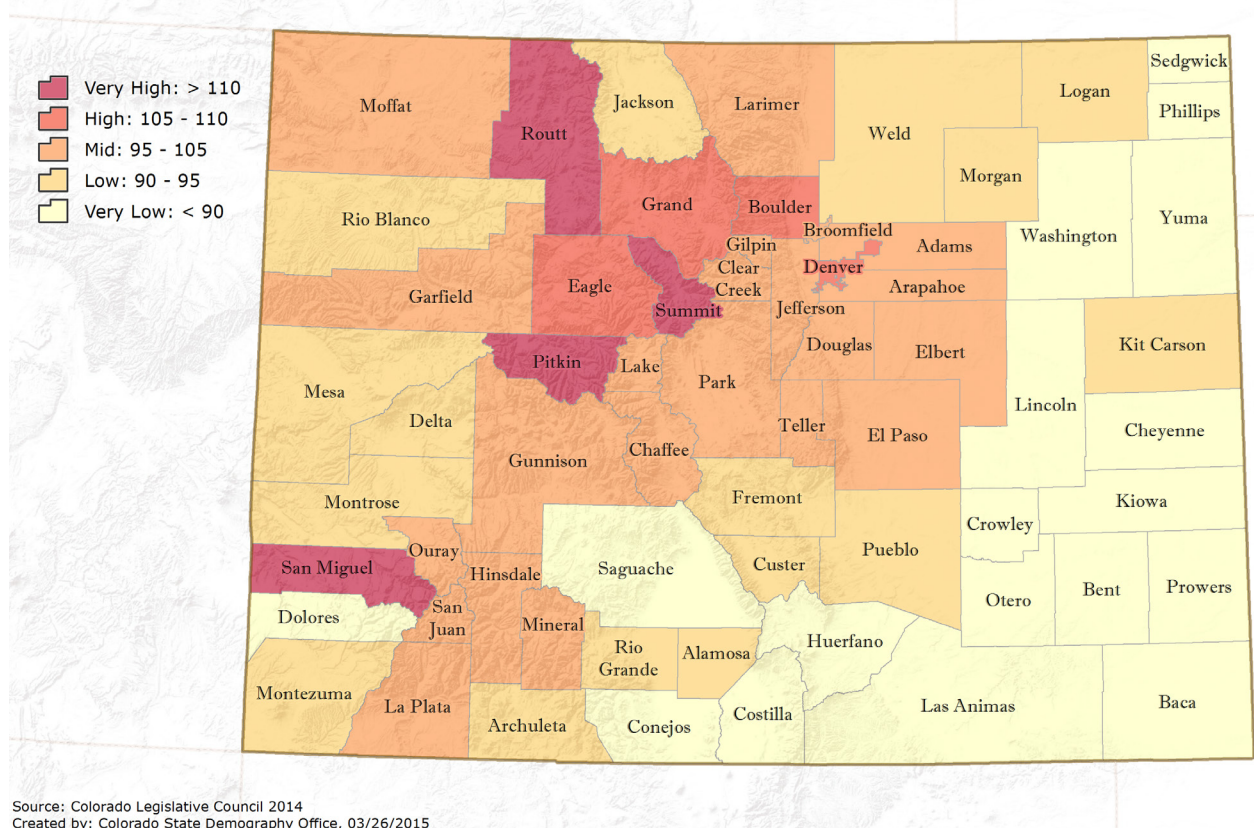 Very High: > 110
High: 105 - 110
Mid: 95 - 105
Low: 90 - 95
Very Low: < 90
Sedgwick
Moffat
Routt
Jackson
Larimer
Weld
Logan
Phillips
Morgan
Rio Blanco
Grand
Boulder
Broomfield
Washington
Yuma
Gilpin
Adams
Clear
Creek
Denver
Arapahoe
Garfield
Eagle
Summit
Jefferson
Douglas
Elbert
Kit Carson
Pitkin
Lake
Park
Mesa
Delta
Lincoln
Cheyenne
Gunnison
Chaffee
Teller
El Paso
Montrose
Fremont
Kiowa
Crowley
Ouray
Pueblo
San Miguel
Hinsdale
Saguache
Custer
Otero
Bent
Prowers
Dolores
San
Juan
Mineral
Huerfano
Rio
Grande
Alamosa
Montezuma
La Plata
Archuleta
Conejos
Costilla
Las Animas
Baca
Source: Colorado Legislative Council 2014
Created by: Colorado State Demography Office, 03/26/2015